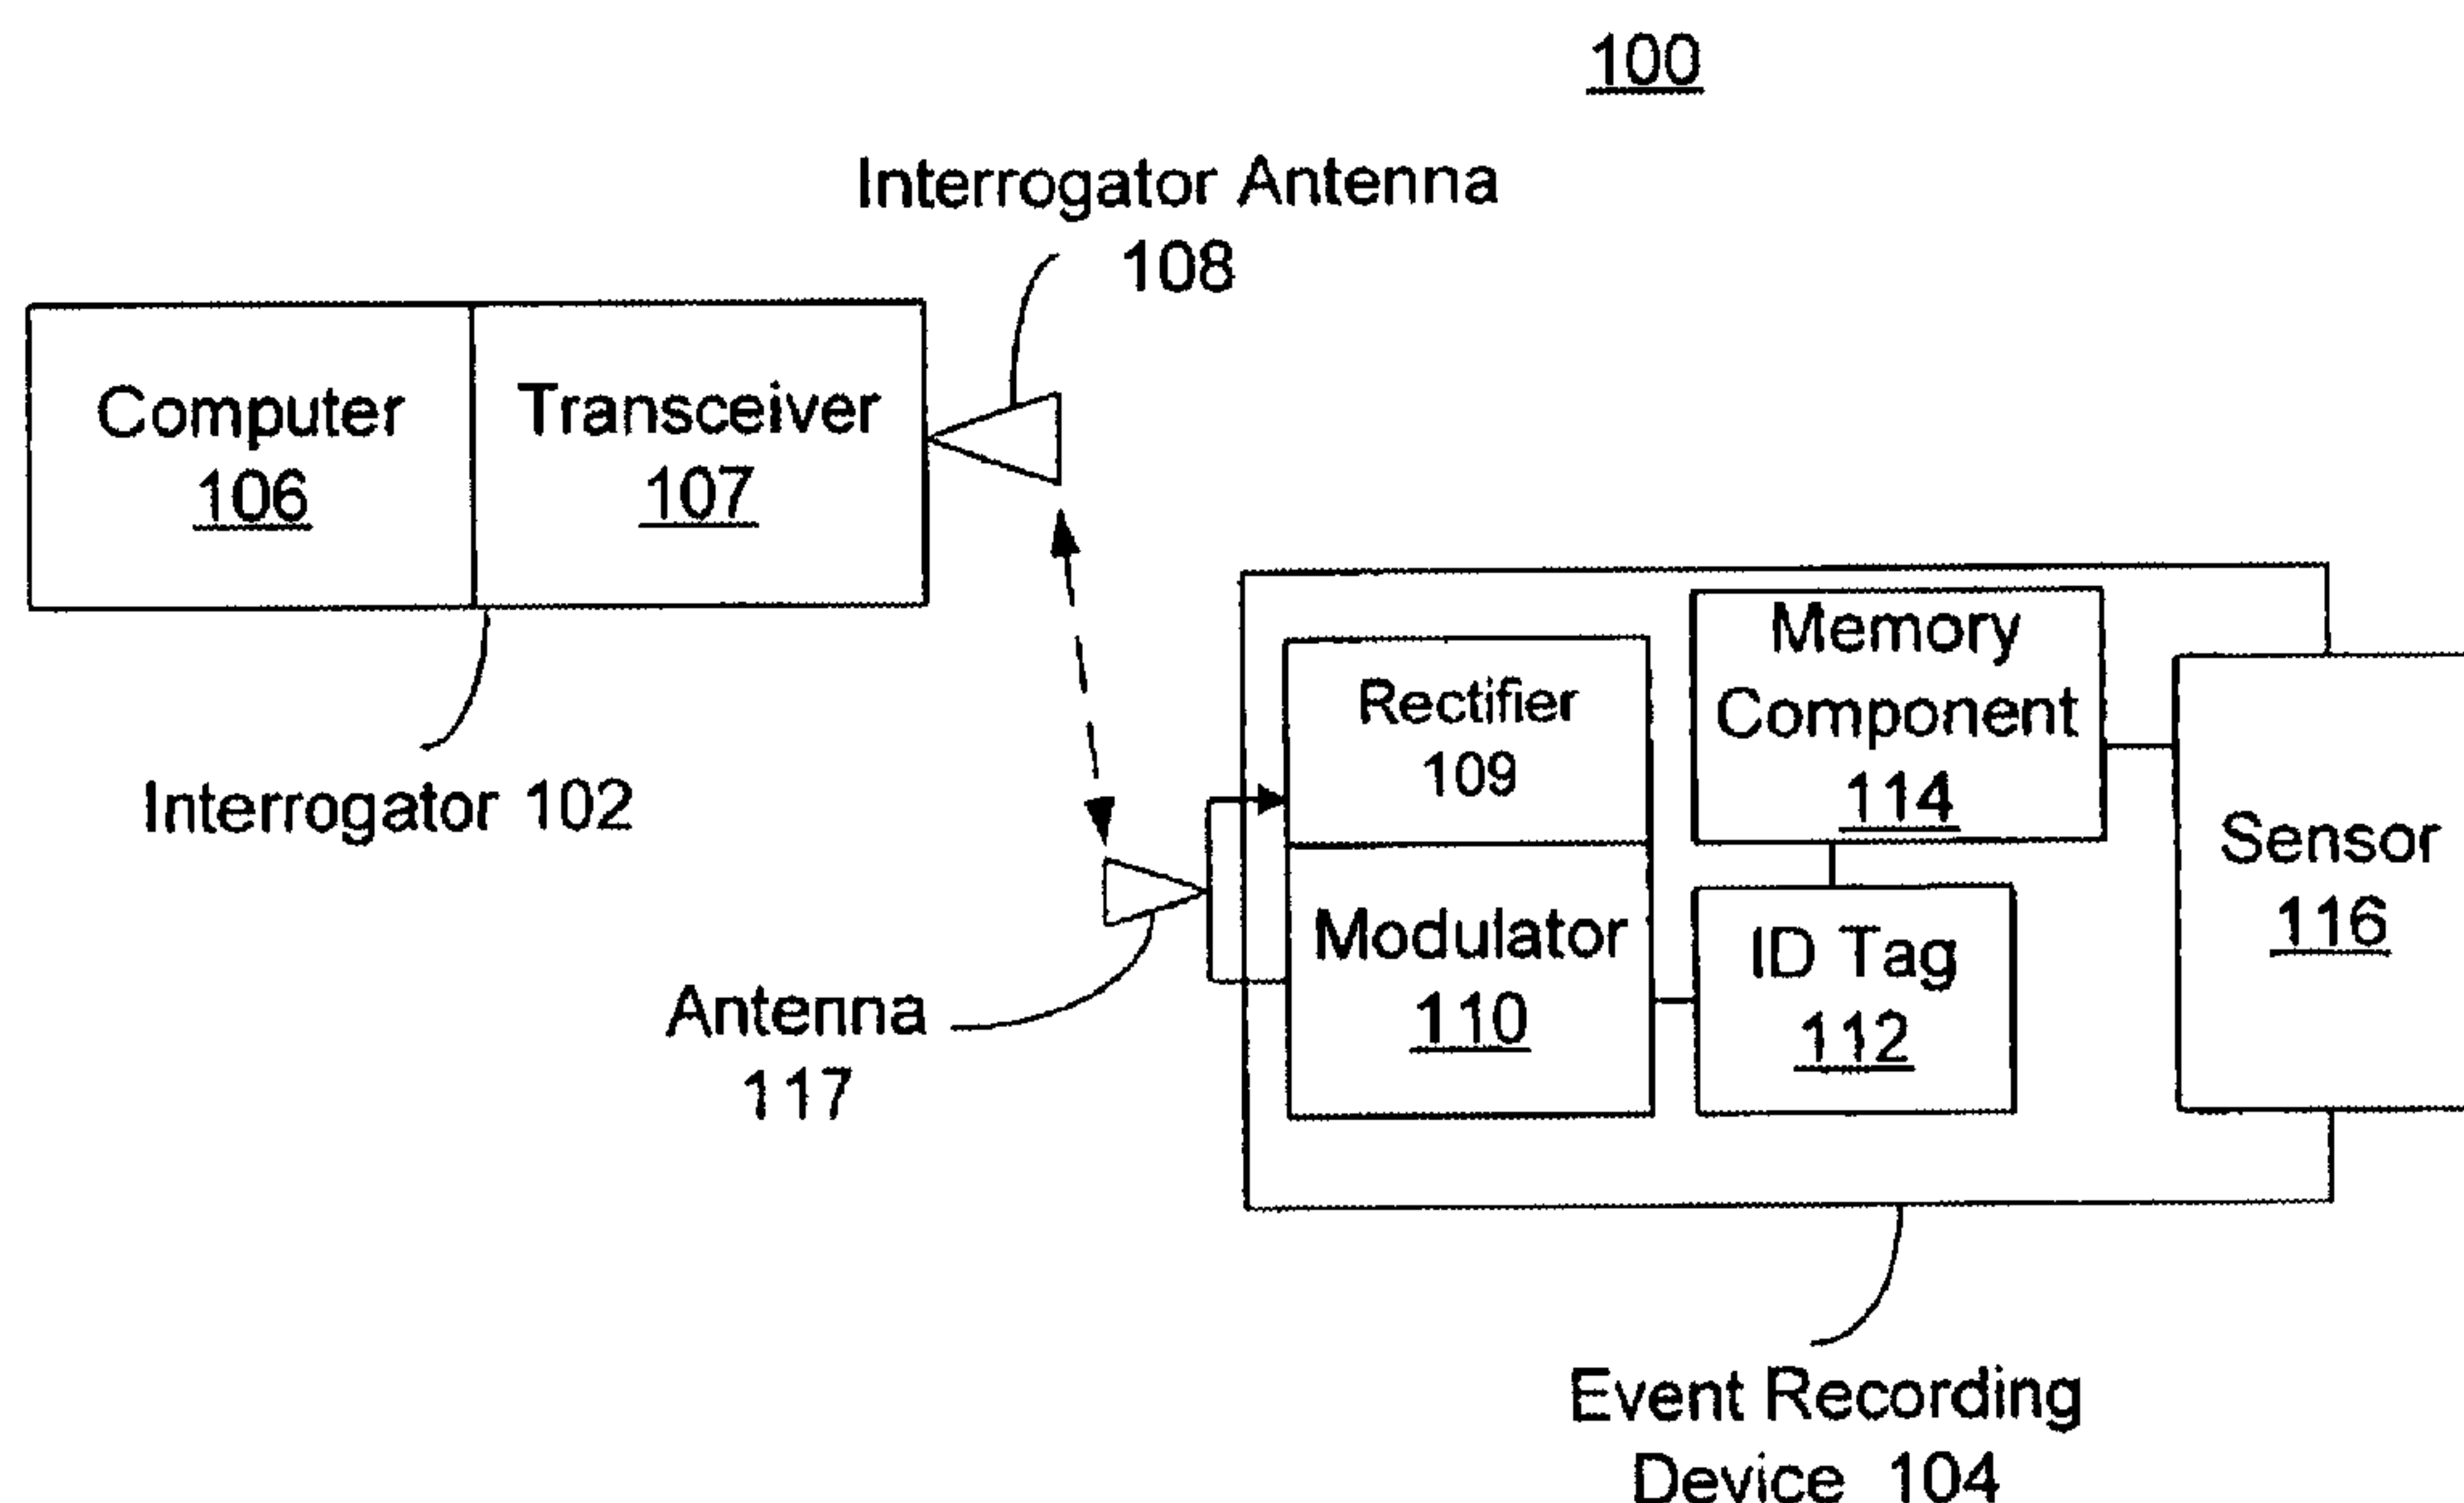 100
Interrogator Antenna
108
Computer
106
Transceiver
107
Interrogator 102
Rectifier
109
Memory
Component
114
Sensor
116
Modulator
110
ID Tag
112
Antenna
117
Event Recording
Device 104